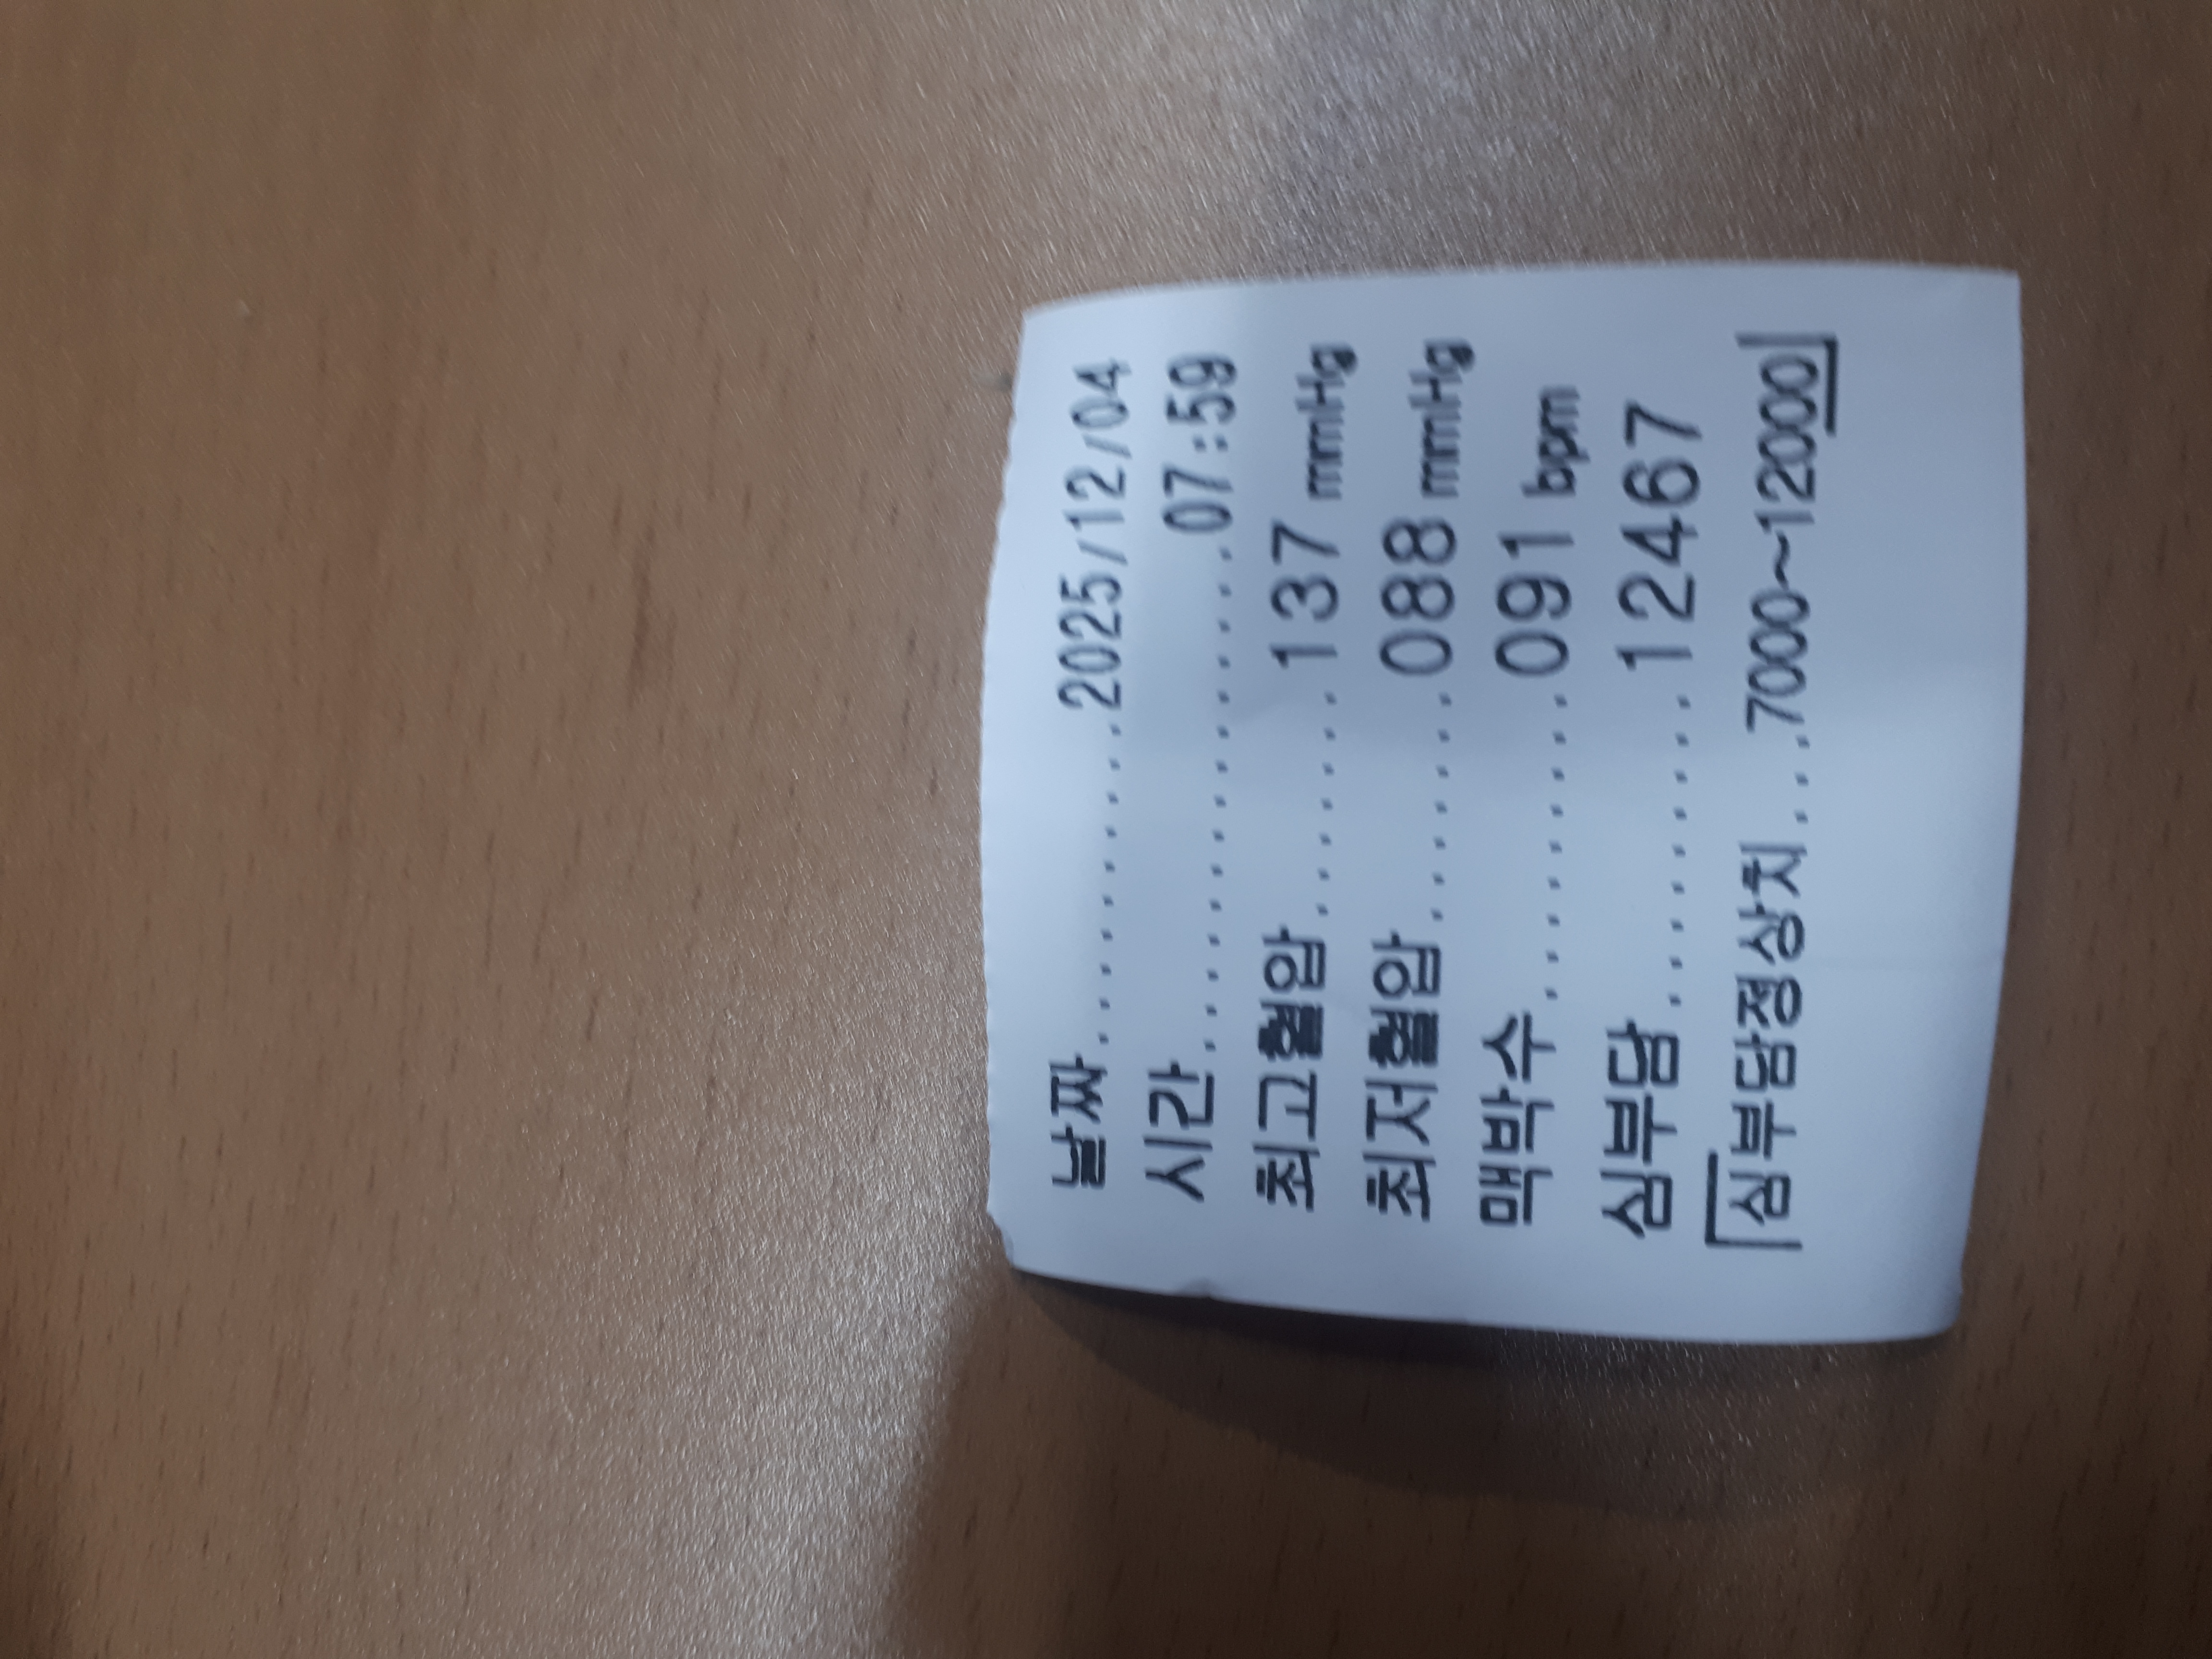 날짜..........2025/12/04
시간...............07:59
최고혈압.......137 mmHg
최저혈압.......088 mmHg
맥박수.........091 bpm
심부담.........12467
심부담정상치...7000~12000